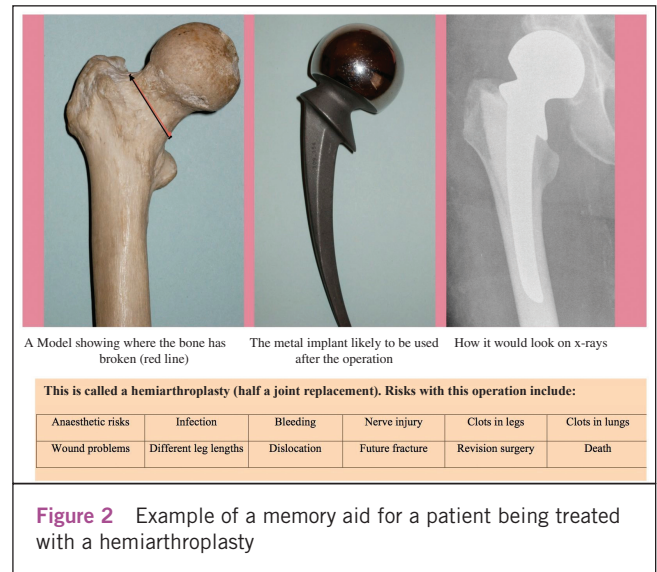 A Model showing where the bone has
broken (red line)
The metal implant likely to be used
after the operation
How it would look on x-rays
This is called a hemiarthroplasty (half a joint replacement). Risks with this operation include:
Anaesthetic risks Infection Bleeding Nerve injury Clots in legs Clots in lungs
Wound problems Different leg lengths Dislocation Future fracture Revision surgery Death
Figure 2 Example of a memory aid for a patient being treated
with a hemiarthroplasty